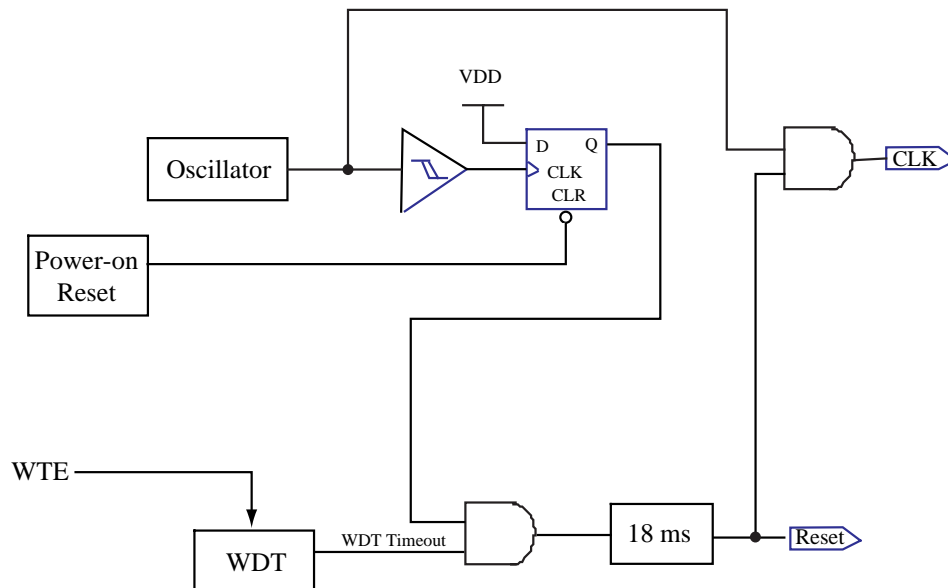 VDD
D
Q
Oscillator
CLK
CLK
CLR
Power-on
Reset
WTE
WDT
WDT Timeout
18 ms
Reset